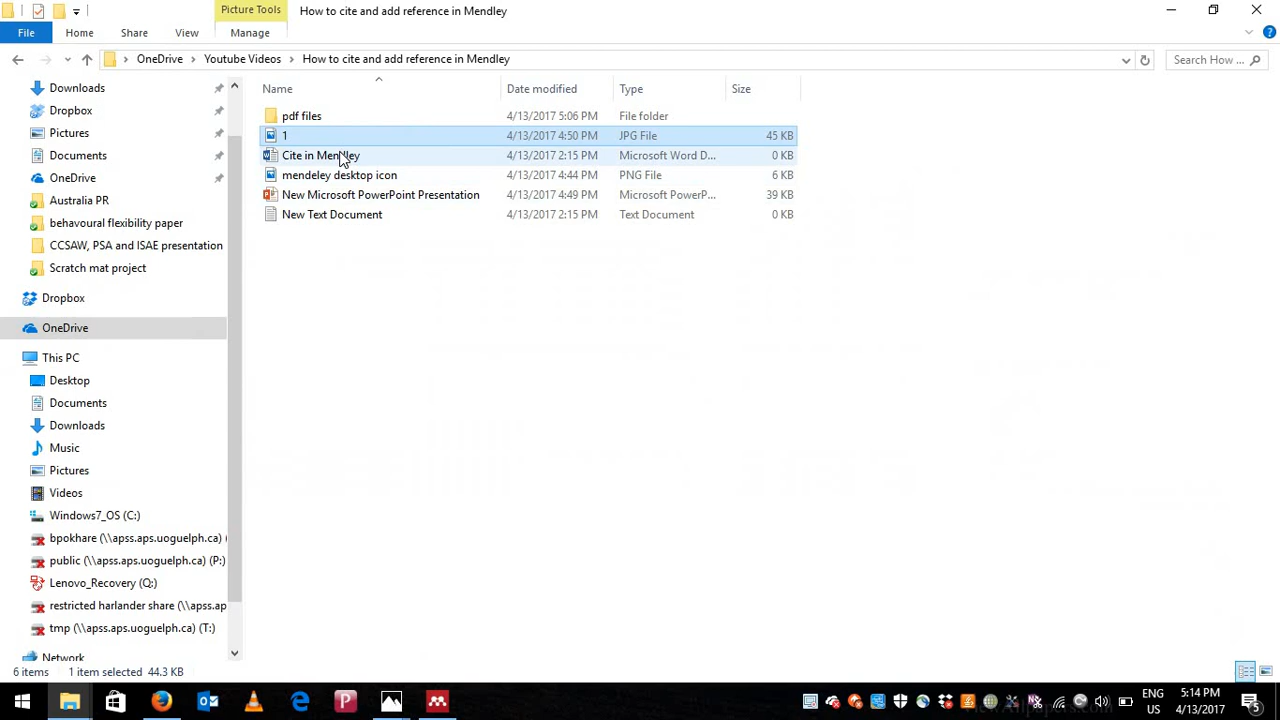 Picture Tools How to cite and add reference in Mendley
File Home Share View Manage
OneDrive Youtube Videos How to cite and add reference in Mendley Search How ...
Name Date modified Type Size
Downloads
Dropbox
Pictures
Documents
OneDrive
Australia PR
behavoural flexibility paper
CCSAW, PSA and ISAE presentation
Scratch mat project
Dropbox
OneDrive
This PC
Desktop
Documents
Downloads
Music
Pictures
Videos
Windows7_OS (C:)
bpokhare (\\apss.aps.uoguelph.ca) (
public (\\apss.aps.uoguelph.ca) (P:)
Lenovo_Recovery (Q:)
restricted harlander share (\\apss.ap
tmp (\\apss.aps.uoguelph.ca) (T:)
Network
pdf files 4/13/2017 5:06 PM File folder
1 4/13/2017 4:50 PM JPG File 45 KB
Cite in Mendley 4/13/2017 2:15 PM Microsoft Word D... 0 KB
mendeley desktop icon 4/13/2017 4:44 PM PNG File 6 KB
New Microsoft PowerPoint Presentation 4/13/2017 4:49 PM Microsoft PowerP... 39 KB
New Text Document 4/13/2017 2:15 PM Text Document 0 KB
6 items 1 item selected 44.3 KB
ENG 5:14 PM
US 4/13/2017 5